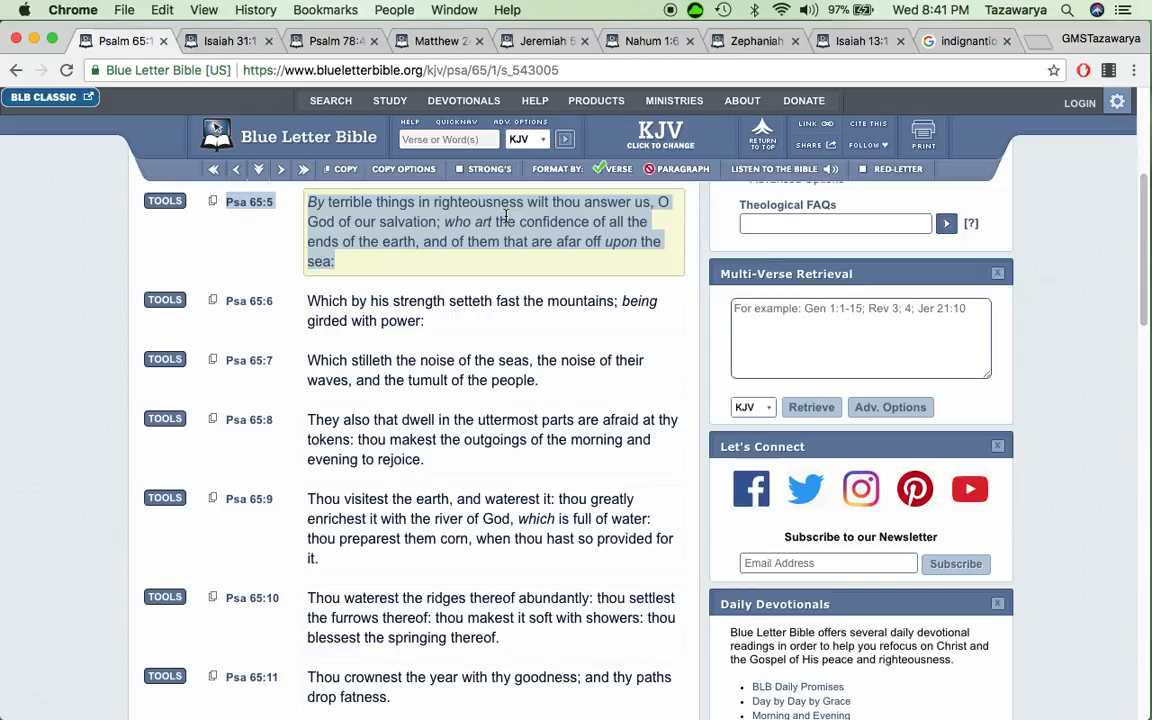 Chrome File Edit View History Bookmarks People Window Help 97% Wed 8:41 PM Tazawarya
Psalm 65:1 Isaiah 31:1 Psalm 78:4 Matthew 2 Jeremiah 5 Nahum 1:6 Zephaniah Isaiah 13:1 indignantio GMSTazawarya
Blue Letter Bible [US] https://www.blueletterbible.org/kjv/psa/65/1/s_543005
BLB CLASSIC
SEARCH STUDY DEVOTIONALS HELP PRODUCTS MINISTRIES ABOUT DONATE LOGIN
Blue Letter Bible
HELP QUICKNAV ADV. OPTIONS
Verse or Word(s) KJV
KJV
CLICK TO CHANGE
RETURN
TO TOP
LINK CITE THIS
SHARE FOLLOW
PRINT
COPY COPY OPTIONS STRONG'S FORMAT BY: VERSE PARAGRAPH LISTEN TO THE BIBLE RED-LETTER
TOOLS Psa 65:5 By terrible things in righteousness wilt thou answer us, O
God of our salvation; who art the confidence of all the
ends of the earth, and of them that are afar off upon the
sea:
TOOLS Psa 65:6 Which by his strength setteth fast the mountains; being
girded with power:
TOOLS Psa 65:7 Which stilleth the noise of the seas, the noise of their
waves, and the tumult of the people.
TOOLS Psa 65:8 They also that dwell in the uttermost parts are afraid at thy
tokens: thou makest the outgoings of the morning and
evening to rejoice.
TOOLS Psa 65:9 Thou visitest the earth, and waterest it: thou greatly
enrichest it with the river of God, which is full of water:
thou preparest them corn, when thou hast so provided for
it.
TOOLS Psa 65:10 Thou waterest the ridges thereof abundantly: thou settlest
the furrows thereof: thou makest it soft with showers: thou
blessest the springing thereof.
TOOLS Psa 65:11 Thou crownest the year with thy goodness; and thy paths
drop fatness.
Theological FAQs
[?]
Multi-Verse Retrieval X
For example: Gen 1:1-15; Rev 3; 4; Jer 21:10
KJV Retrieve Adv. Options
Let's Connect X
Subscribe to our Newsletter
Email Address Subscribe
Daily Devotionals X
Blue Letter Bible offers several daily devotional
readings in order to help you refocus on Christ and
the Gospel of His peace and righteousness.
BLB Daily Promises
Day by Day by Grace
Morning and Evening